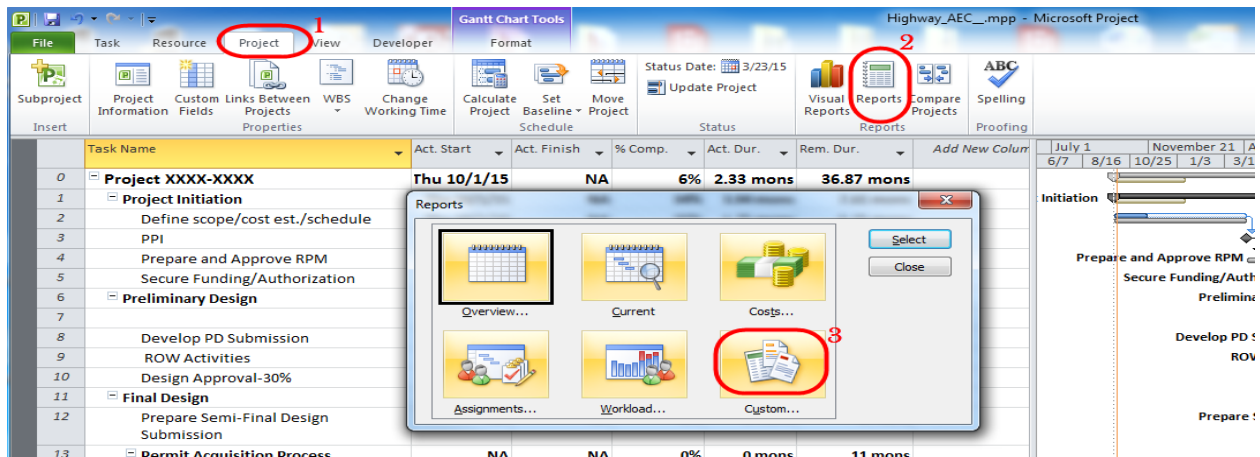 Gantt Chart Tools
Highway_AEC__.mpp - Microsoft Project
1
File Task Resource Project View Developer Format
2
Subproject
Project Information
Custom Fields
Links Between Projects
WBS
Change Working Time
Calculate Project
Set Baseline
Move Project
Status Date: 3/23/15
Update Project
Visual Reports
Reports
Compare Projects
ABC
Spelling
Insert Properties Schedule Status Reports Proofing
Task Name Act. Start Act. Finish % Comp. Act. Dur. Rem. Dur. Add New Colum
July 1 November 21 A
6/7 8/16 10/25 1/3 3/1
0 Project XXXX-XXXX Thu 10/1/15 NA 6% 2.33 mons 36.87 mons
1 Project Initiation
Initiation
2 Define scope/cost est./schedule
3 PPI
4 Prepare and Approve RPM
Prepare and Approve RPM
5 Secure Funding/Authorization
Secure Funding/Auth
6 Preliminary Design
Prelimina
7
8 Develop PD Submission
Develop PD S
9 ROW Activities
ROW
10 Design Approval-30%
11 Final Design
12 Prepare Semi-Final Design
Submission
Prepare S
13 Permit Acquisition Process NA NA 0% 0 mons 11 mons
Reports
Select
Close
Overview...
Current
Costs...
3
Assignments...
Workload...
Custom...